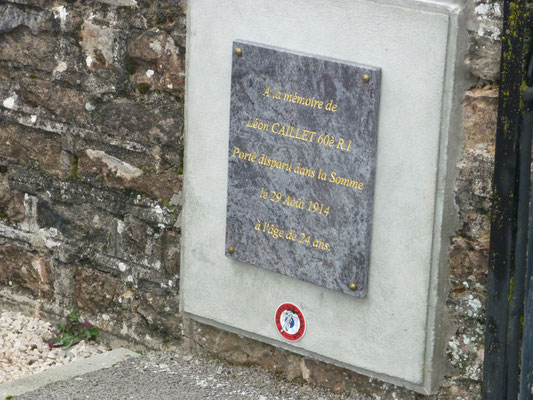 A la mémoire de
Léon CAILLET 60è R.I
Porté disparu dans la Somme
le 29 Août 1914
à l'âge de 24 ans.